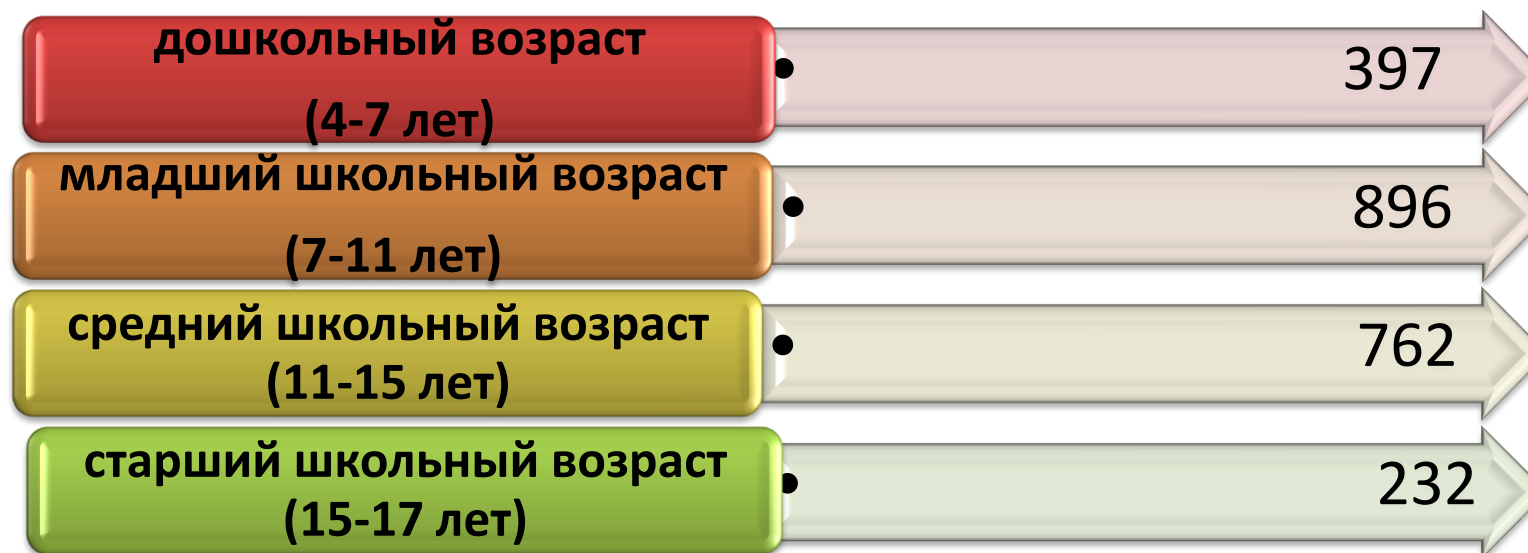 дошкольный возраст
(4-7 лет)
• 397
младший школьный возраст
(7-11 лет)
• 896
средний школьный возраст
(11-15 лет)
• 762
старший школьный возраст
(15-17 лет)
• 232